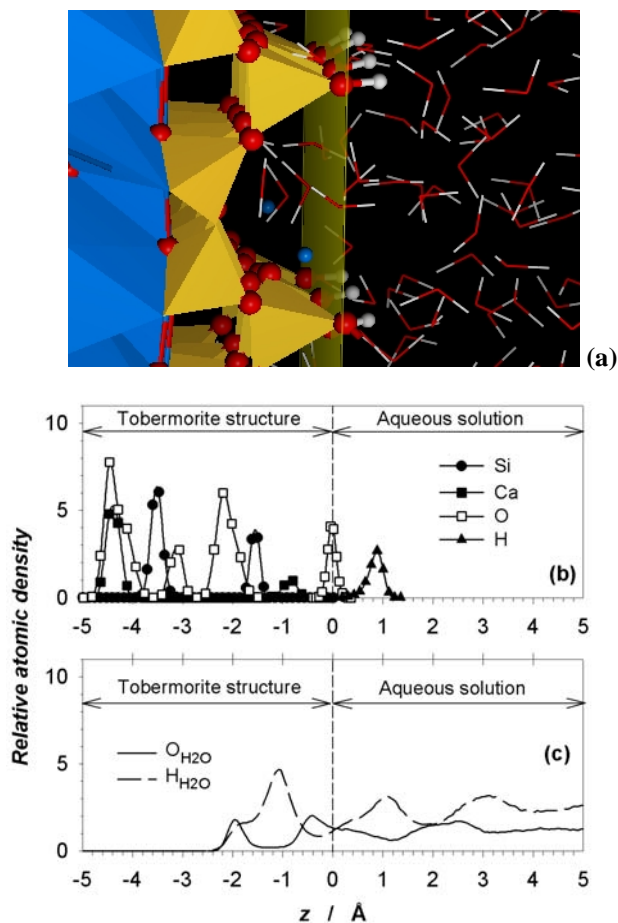 (a)
10
Tobermorite structure
Aqueous solution
Si
Ca
5
O
H
(b)
0
-5 -4 -3 -2 -1 0 1 2 3 4 5
Relative atomic density
10
Tobermorite structure
Aqueous solution
O H2O
(c)
H H2O
5
0
-5 -4 -3 -2 -1 0 1 2 3 4 5
z / Å